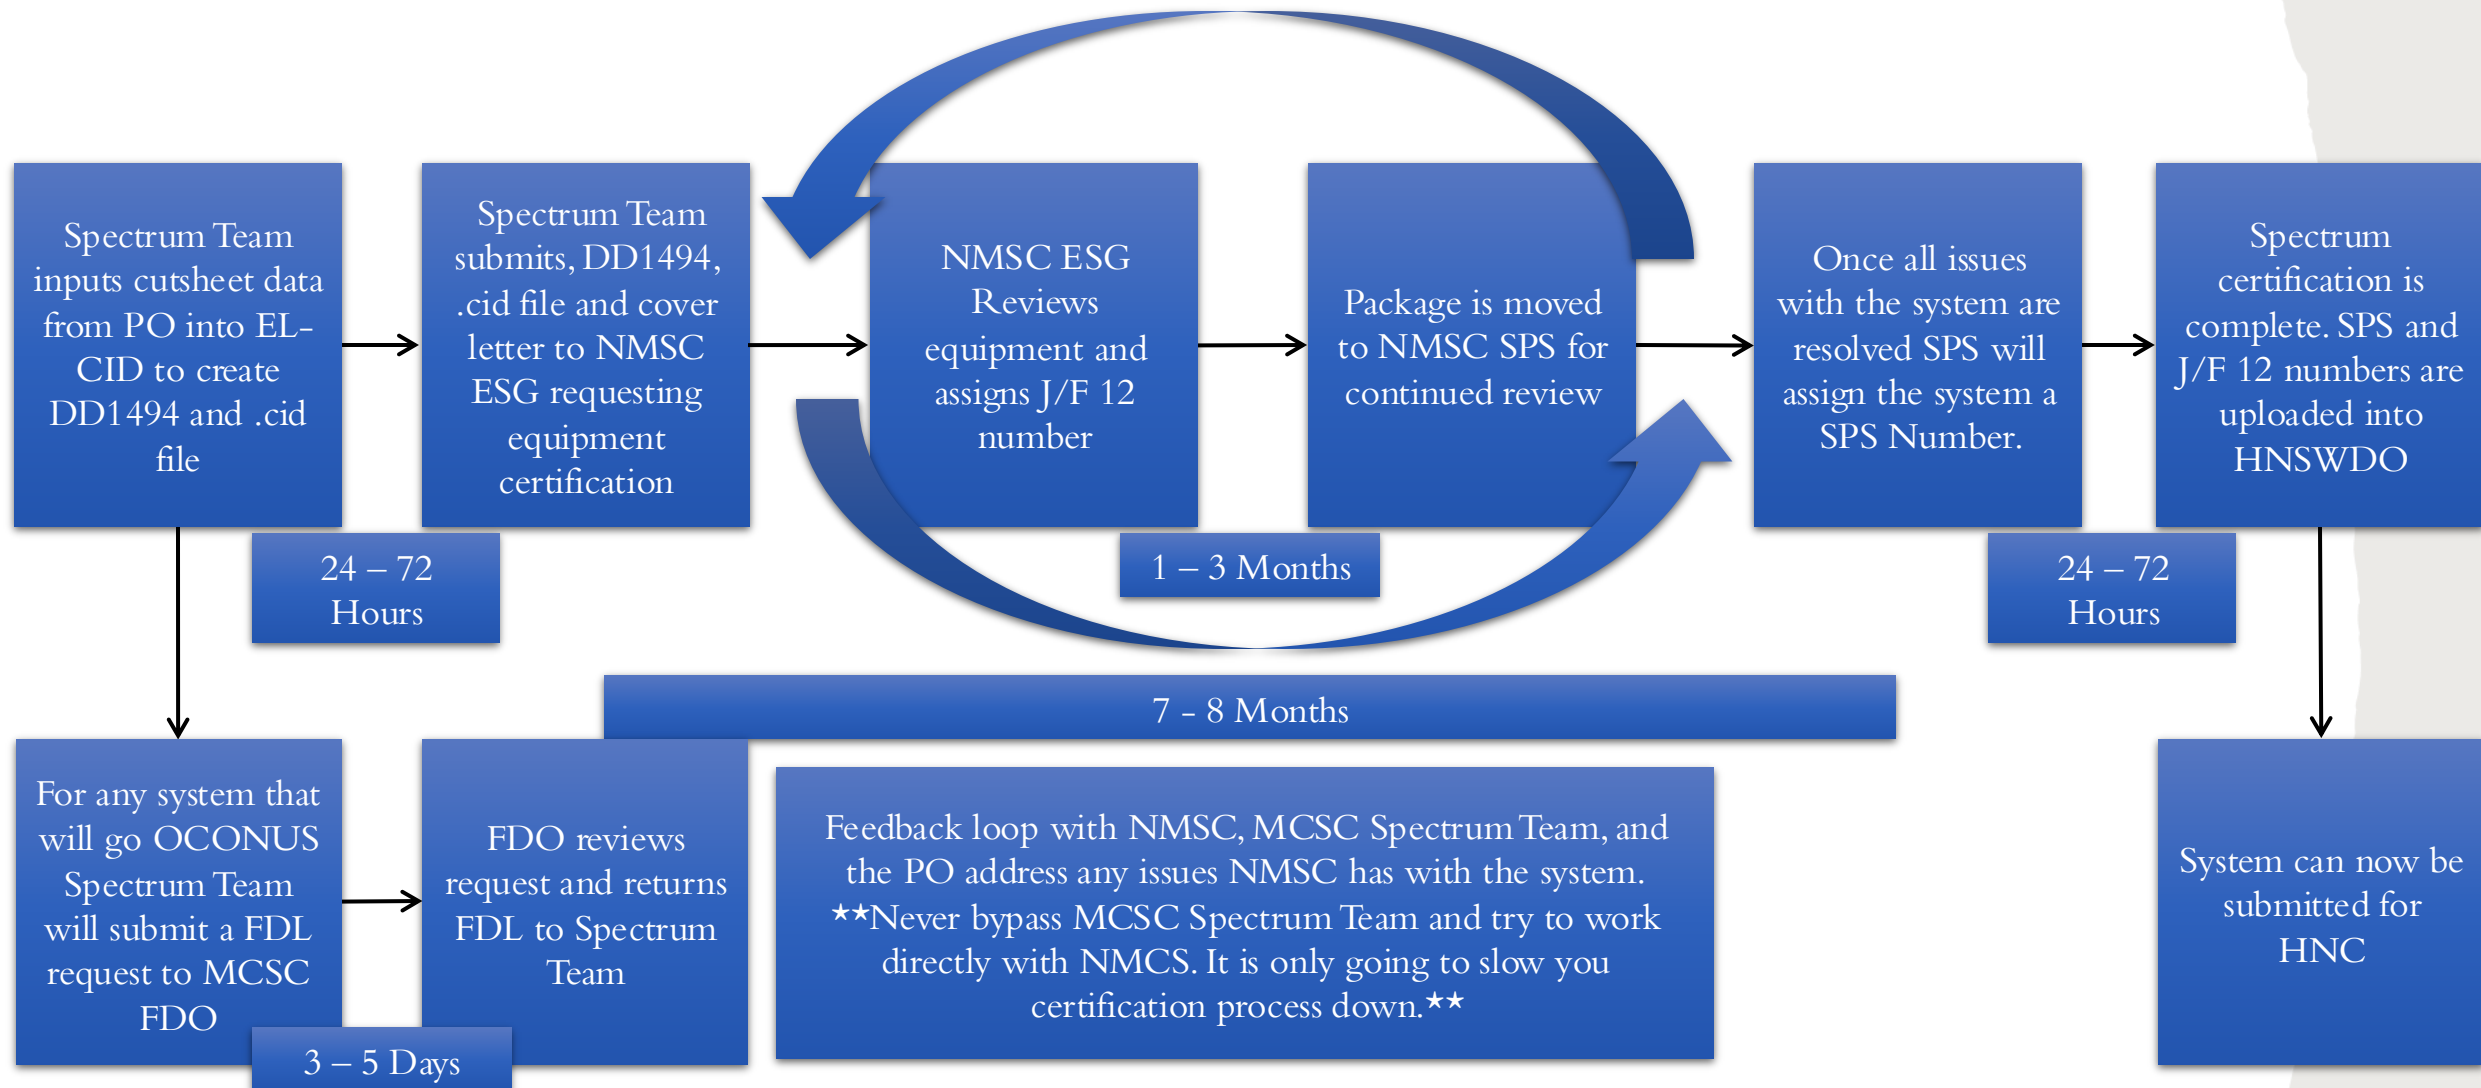 Spectrum Team
inputs cutsheet data
from PO into EL-
CID to create
DD1494 and .cid
file
Spectrum Team
submits, DD1494,
.cid file and cover
letter to NMSC
ESG requesting
equipment
certification
NMSC ESG
Reviews
equipment and
assigns J/F 12
number
Package is moved
to NMSC SPS for
continued review
Once all issues
with the system are
resolved SPS will
assign the system a
SPS Number.
Spectrum
certification is
complete. SPS and
J/F 12 numbers are
uploaded into
HNSWDO
24 – 72
Hours
1 – 3 Months
24 – 72
Hours
7 - 8 Months
For any system that
will go OCONUS
Spectrum Team
will submit a FDL
request to MCSC
FDO
FDO reviews
request and returns
FDL to Spectrum
Team
3 – 5 Days
Feedback loop with NMSC, MCSC Spectrum Team, and
the PO address any issues NMSC has with the system.
**Never bypass MCSC Spectrum Team and try to work
directly with NMCS. It is only going to slow you
certification process down.**
System can now be
submitted for
HNC